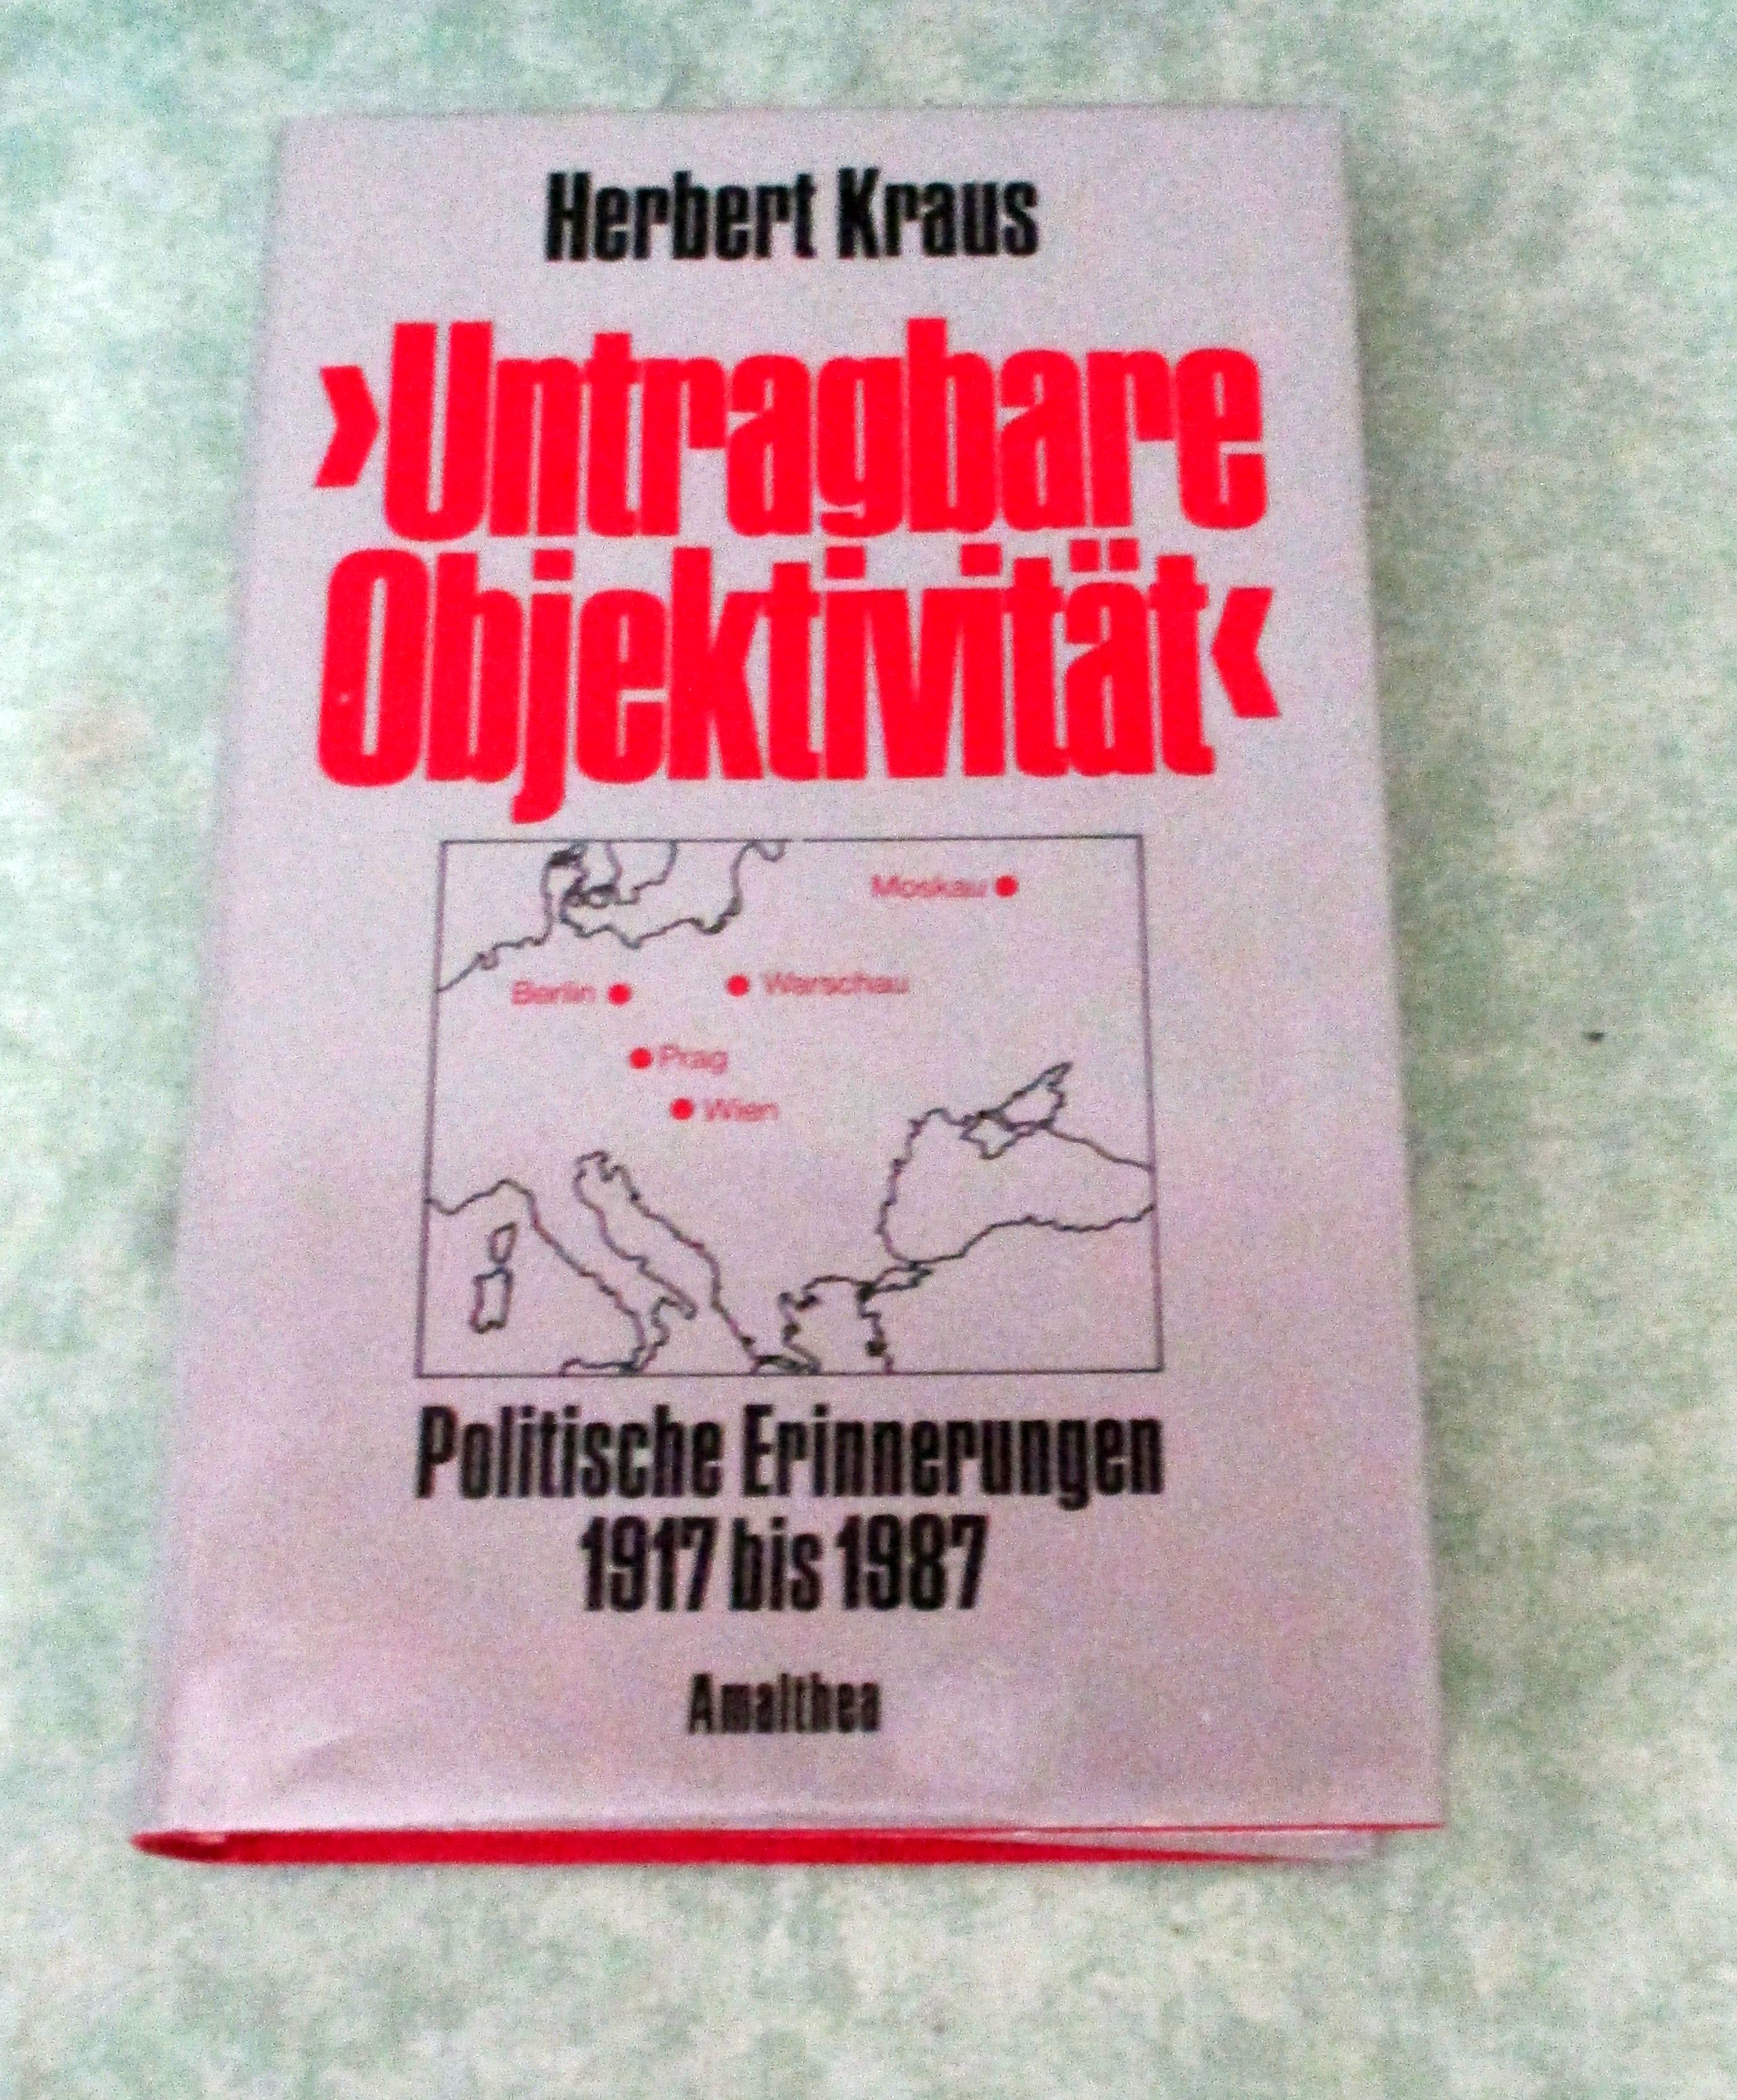 Herbert Kraus
›Untragbare
Objektivität‹
Moskau
Berlin
Warschau
Prag
Wien
Politische Erinnerungen
1917 bis 1987
Amalthea